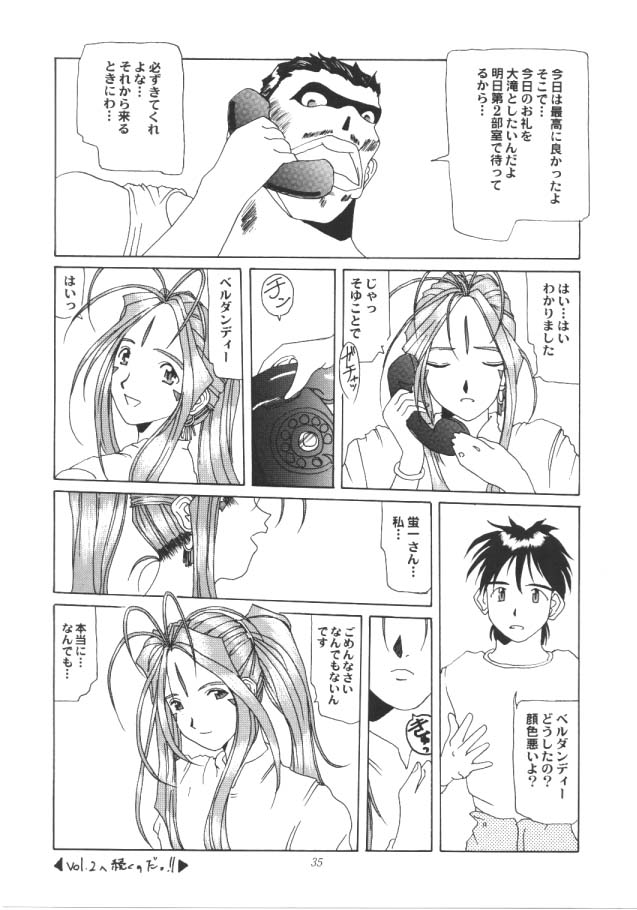 今日は最高に良かったよ
そこで…
今日のお礼を
大滝としたいんだよ
明日第2部室で待って
るから…
必ずきてくれ
よな…
それから来る
ときにわ…
はい…はい
わかりました
じゃっ
そゆことで
ガチャッ
チン
ベルダンディー
はいっ
ベルダンディー
どうしたの?
顔色悪いよ?
蛍一さん…
私…
きゅっ
ごめんなさい
なんでもないん
です
本当に…
なんでも…
◀vol.2へ続くのだっ!!▶
35